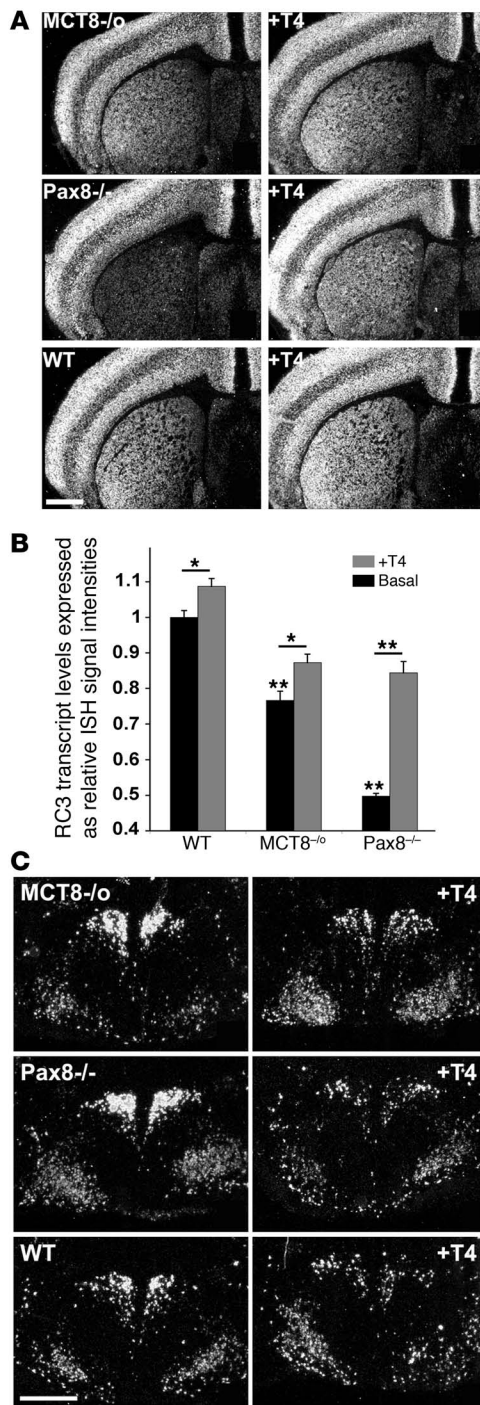 A
MCT8-/o
+T4
Pax8-/-
+T4
WT
+T4
B
RC3 transcript levels expressed
as relative ISH signal intensities
1.1
1
0.9
0.8
0.7
0.6
0.5
0.4
*
+T4
Basal
*
**
**
**
WT
MCT8⁻/⁰
Pax8⁻/⁻
C
MCT8-/o
+T4
Pax8-/-
+T4
WT
+T4